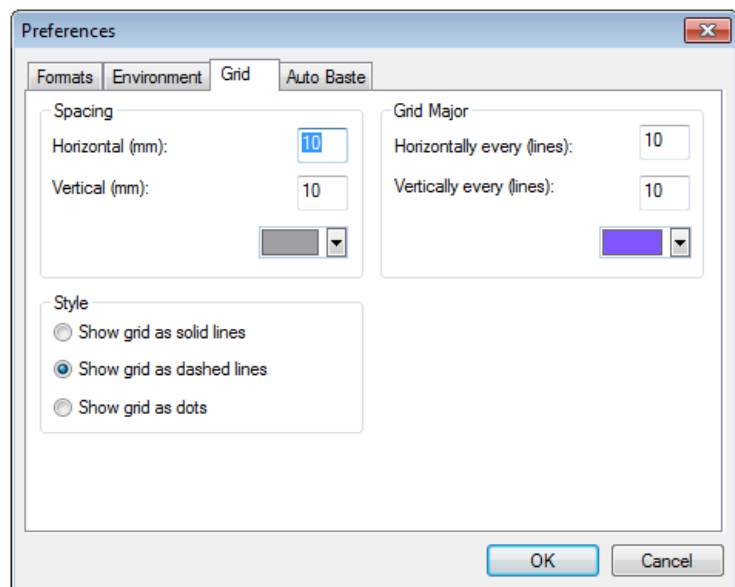 Preferences
Formats Environment Grid Auto Baste
Spacing
Horizontal (mm): 10
Vertical (mm): 10
Grid Major
Horizontally every (lines): 10
Vertically every (lines): 10
Style
Show grid as solid lines
Show grid as dashed lines
Show grid as dots
OK Cancel